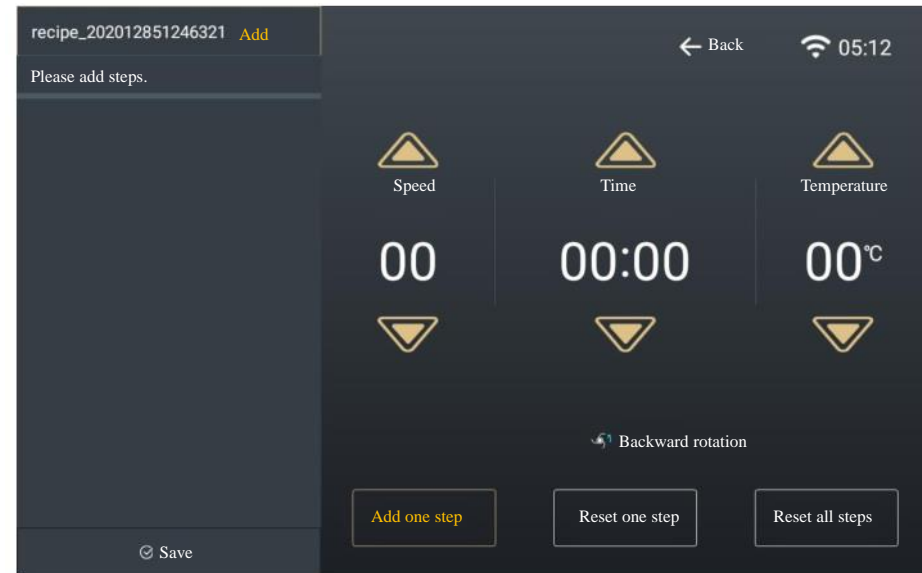 recipe_202012851246321 Add
Please add steps.
Back 05:12
Speed Time Temperature
00 00:00 00℃
Backward rotation
Add one step Reset one step Reset all steps
Save